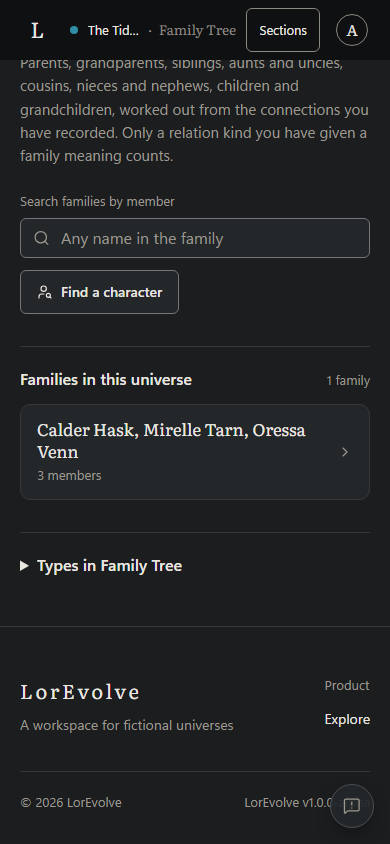 L The Tid... · Family Tree Sections A
Parents, grandparents, siblings, aunts and uncles,
cousins, nieces and nephews, children and
grandchildren, worked out from the connections you
have recorded. Only a relation kind you have given a
family meaning counts.
Search families by member
Any name in the family
Find a character
Families in this universe 1 family
Calder Hask, Mirelle Tarn, Oressa
Venn
3 members
Types in Family Tree
LorEvolve Product
A workspace for fictional universes Explore
© 2026 LorEvolve LorEvolve